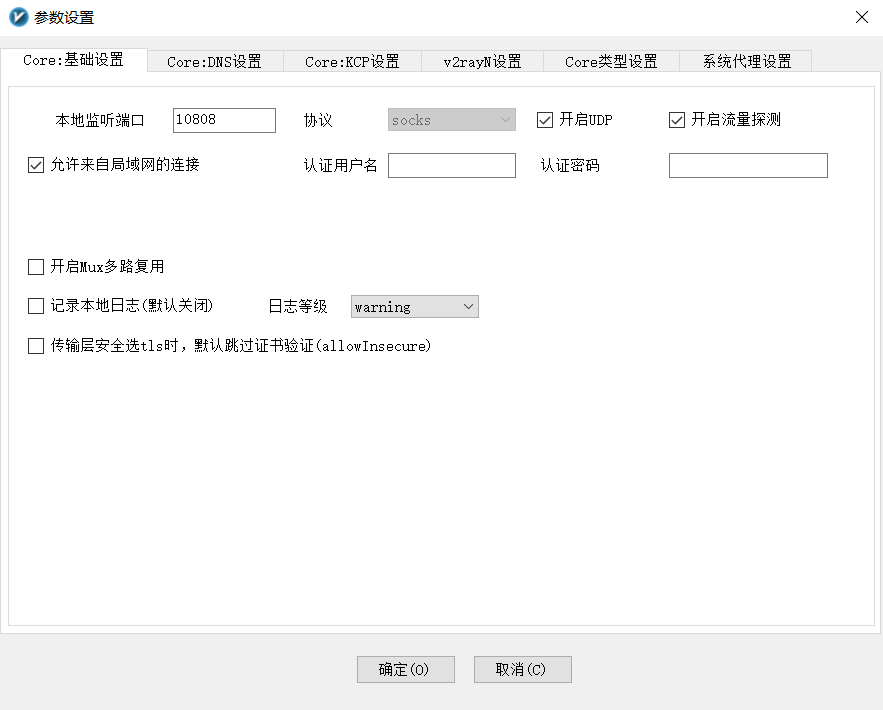 参数设置
Core:基础设置 Core:DNS设置 Core:KCP设置 v2rayN设置 Core类型设置 系统代理设置
本地监听端口 10808 协议 socks 开启UDP 开启流量探测
允许来自局域网的连接 认证用户名 认证密码
开启Mux多路复用
记录本地日志(默认关闭) 日志等级 warning
传输层安全选tls时，默认跳过证书验证(allowInsecure)
确定(O) 取消(C)